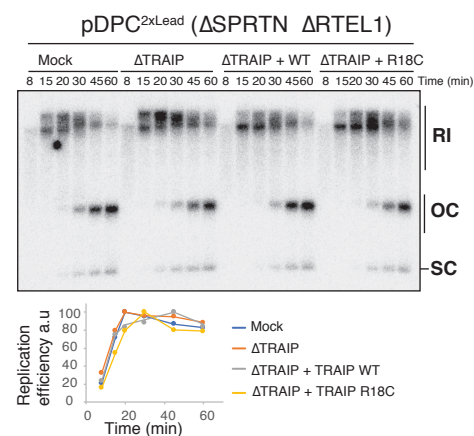 pDPC2xLead (ΔSPRTN ΔRTEL1)
Mock ΔTRAIP ΔTRAIP + WT ΔTRAIP + R18C
8 15 20 30 45 60 8 15 20 30 45 60 8 15 20 30 45 60 8 15 20 30 45 60 Time (min)
RI
OC
SC
Replication
efficiency a.u
100
80
60
40
20
0
0 20 40 60
Time (min)
Mock
ΔTRAIP
ΔTRAIP + TRAIP WT
ΔTRAIP + TRAIP R18C